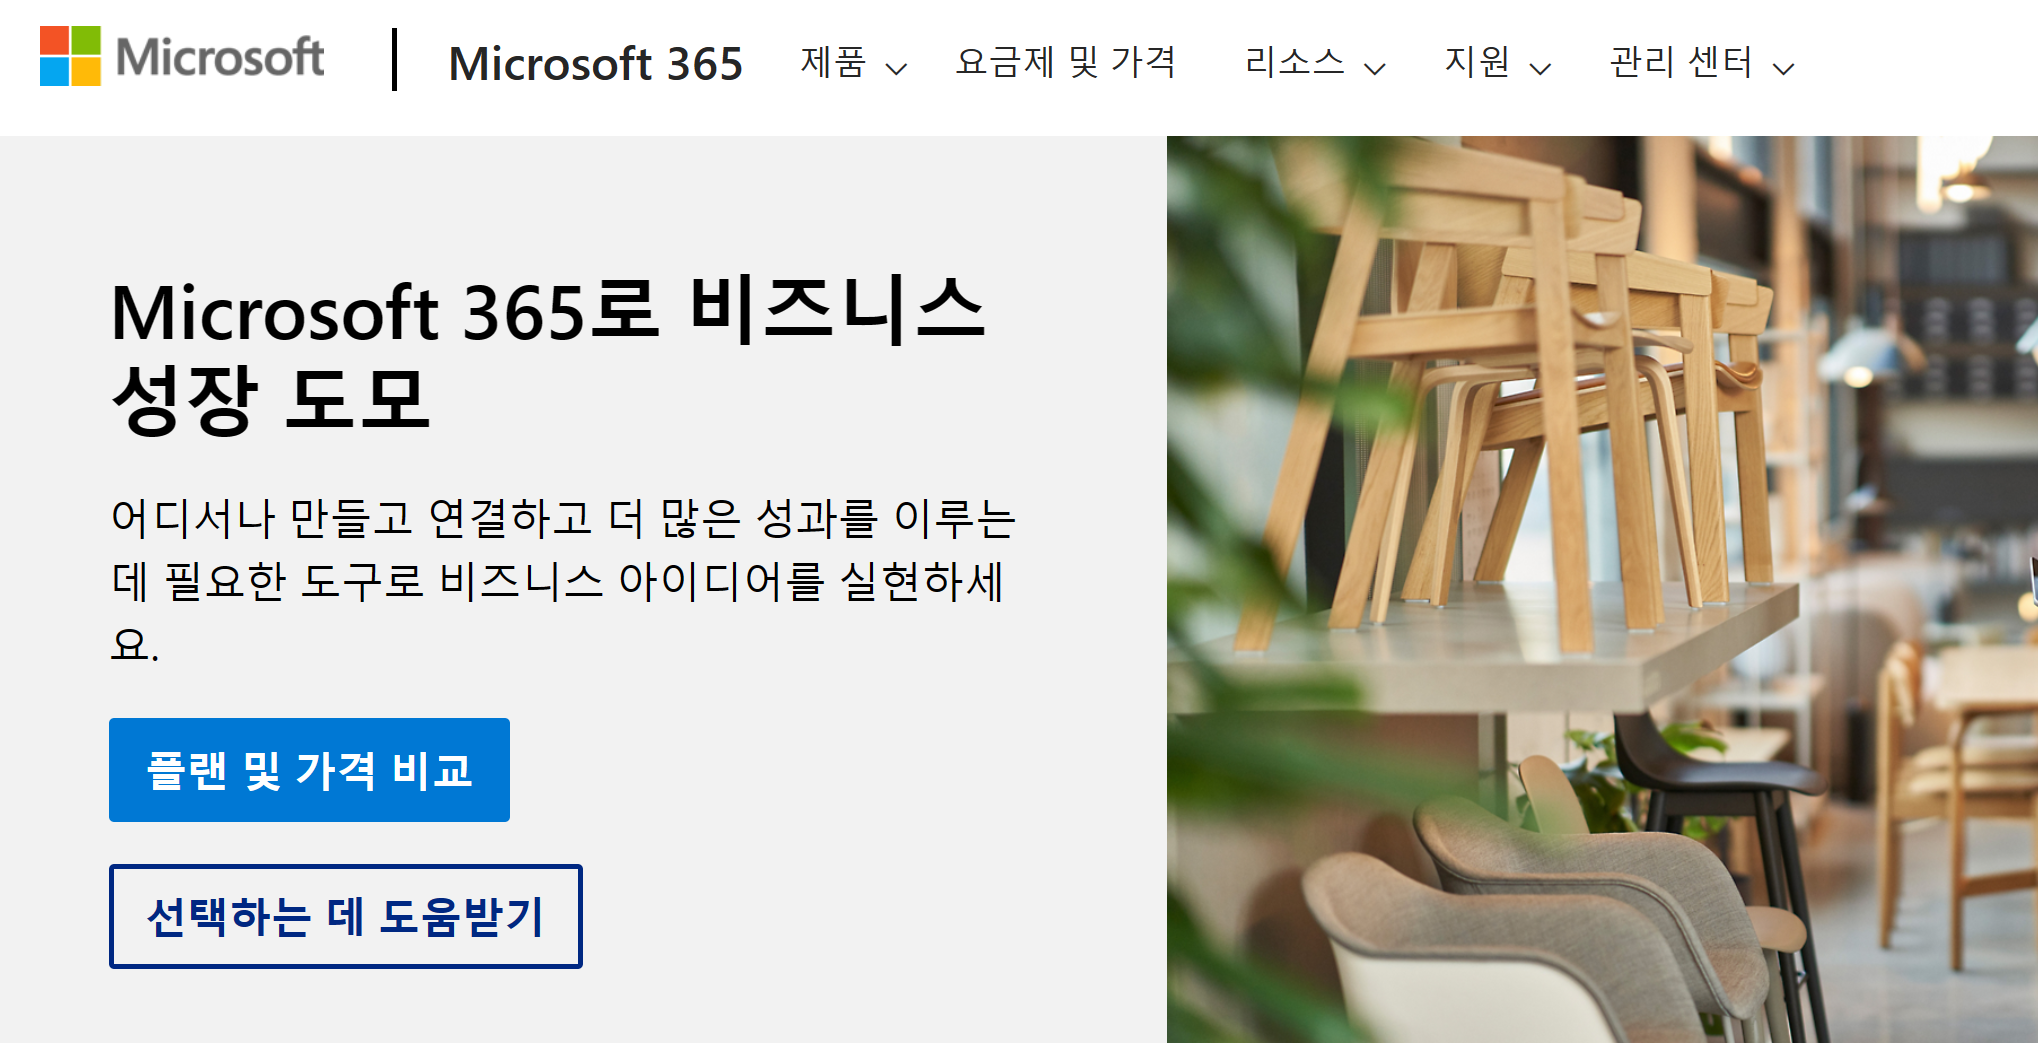 Microsoft
Microsoft 365 제품 요금제 및 가격 리소스 지원 관리 센터
Microsoft 365로 비즈니스
성장 도모
어디서나 만들고 연결하고 더 많은 성과를 이루는
데 필요한 도구로 비즈니스 아이디어를 실현하세
요.
플랜 및 가격 비교
선택하는 데 도움받기